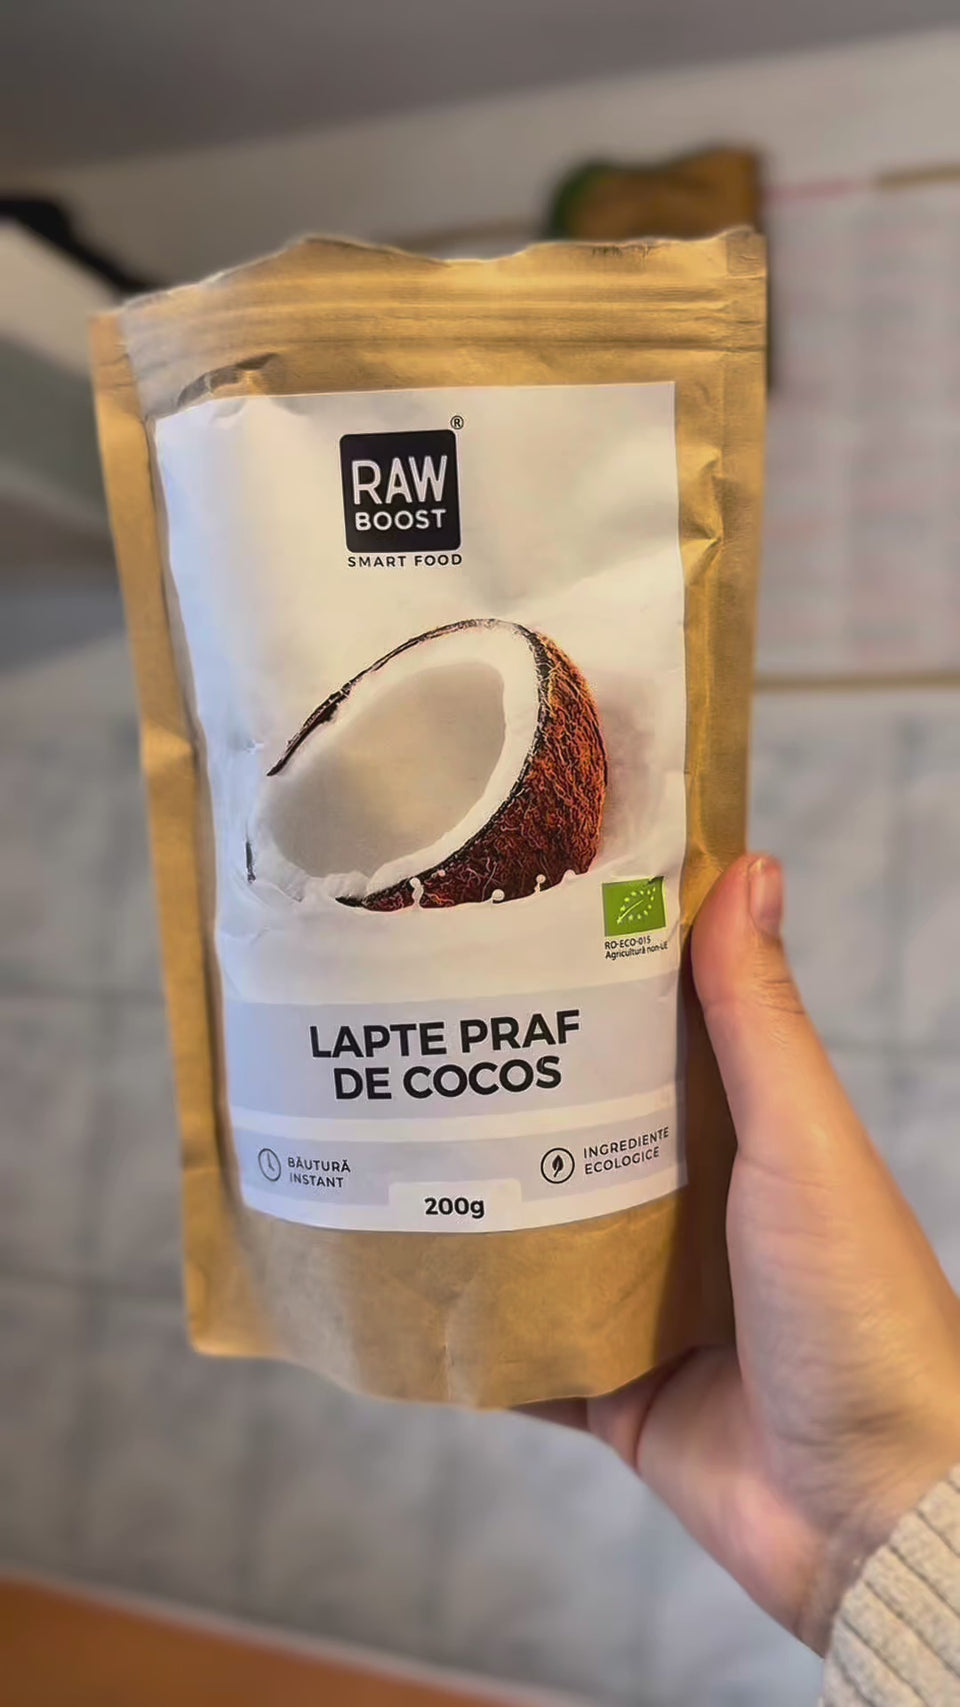 RAW
BOOST
®
SMART FOOD
RO-ECO-015
Agricultură non-UE
LAPTE PRAF
DE COCOS
BĂUTURĂ
INSTANT
INGREDIENTE
ECOLOGICE
200g